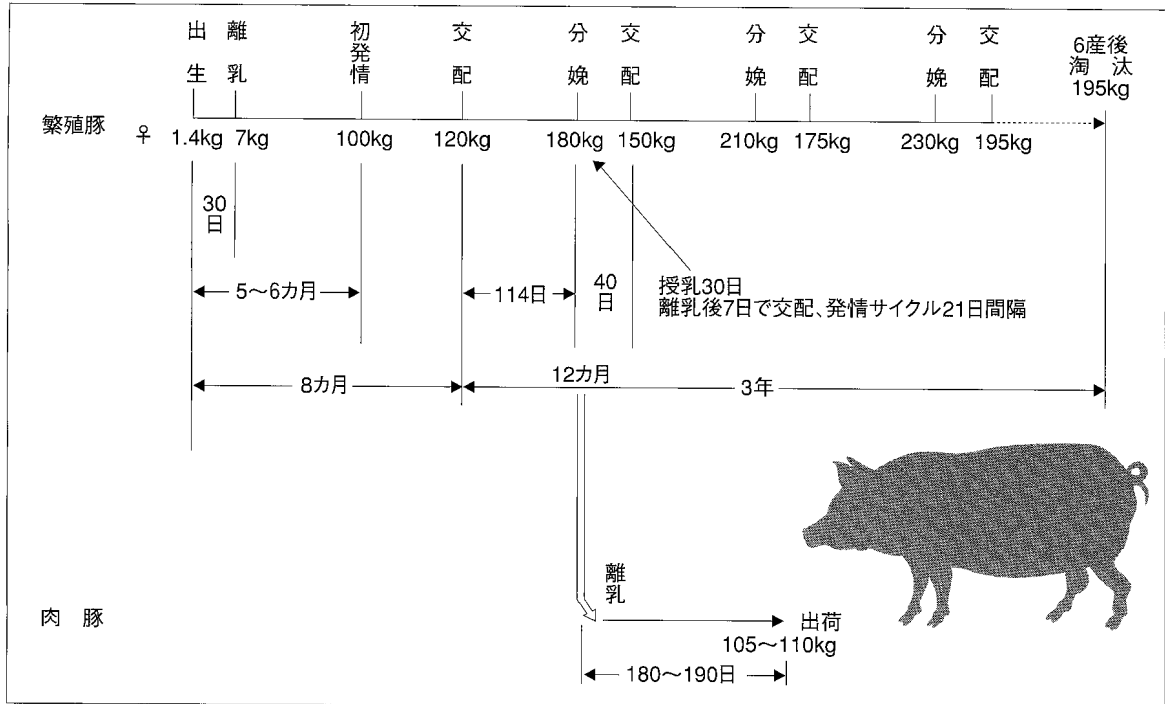 出生 離乳 初発情 交配 分娩 交配 分娩 交配 分娩 交配
6産後
淘 汰
195kg
繁殖豚 ♀ 1.4kg 7kg 100kg 120kg 180kg 150kg 210kg 175kg 230kg 195kg
30日
5〜6カ月
114日
40日
授乳30日
離乳後7日で交配、発情サイクル21日間隔
8カ月
12カ月
3年
離乳
肉 豚
出荷
105〜110kg
180〜190日